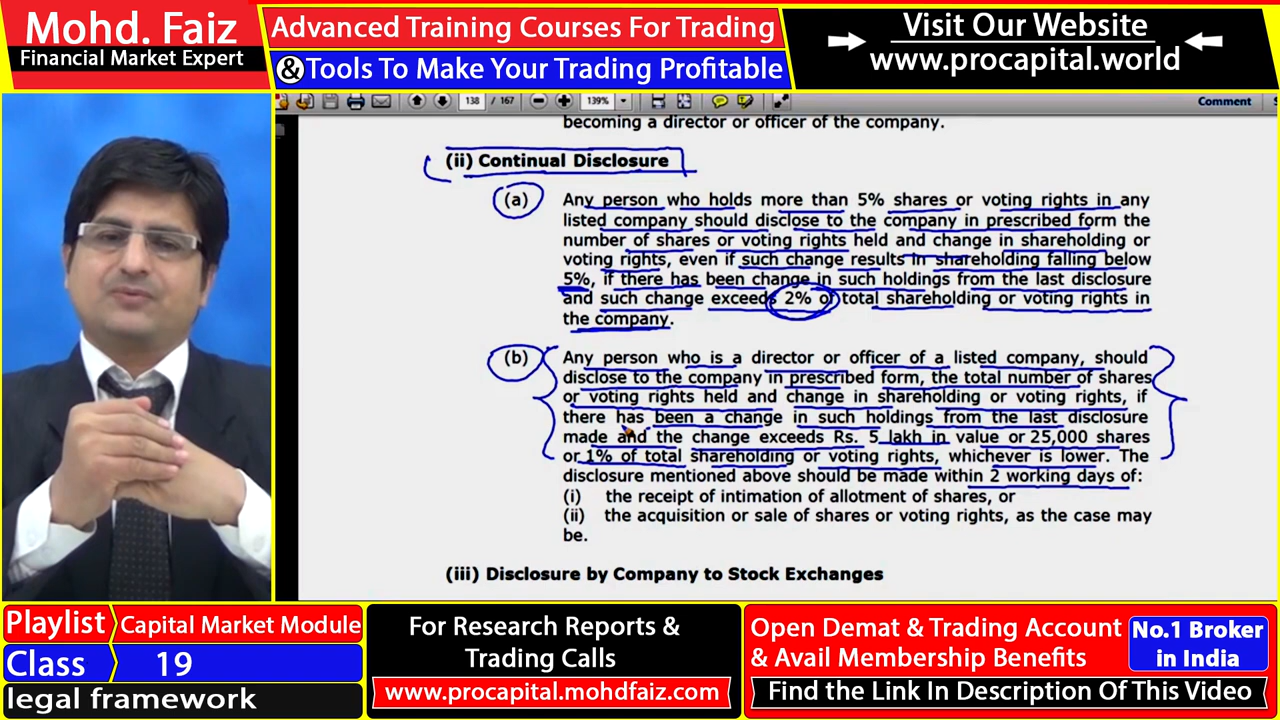 Mohd. Faiz
Financial Market Expert
Advanced Training Courses For Trading
& Tools To Make Your Trading Profitable
Visit Our Website
www.procapital.world
138 / 167
139%
Comment
becoming a director or officer of the company.
(ii) Continual Disclosure
(a) Any person who holds more than 5% shares or voting rights in any
listed company should disclose to the company in prescribed form the
number of shares or voting rights held and change in shareholding or
voting rights, even if such change results in shareholding falling below
5%, if there has been change in such holdings from the last disclosure
and such change exceeds 2% of total shareholding or voting rights in
the company.
(b) Any person who is a director or officer of a listed company, should
disclose to the company in prescribed form, the total number of shares
or voting rights held and change in shareholding or voting rights, if
there has been a change in such holdings from the last disclosure
made and the change exceeds Rs. 5 lakh in value or 25,000 shares
or 1% of total shareholding or voting rights, whichever is lower. The
disclosure mentioned above should be made within 2 working days of:
(i) the receipt of intimation of allotment of shares, or
(ii) the acquisition or sale of shares or voting rights, as the case may
be.
(iii) Disclosure by Company to Stock Exchanges
Playlist Capital Market Module
Class 19
legal framework
For Research Reports &
Trading Calls
www.procapital.mohdfaiz.com
Open Demat & Trading Account
& Avail Membership Benefits
No.1 Broker
in India
Find the Link In Description Of This Video